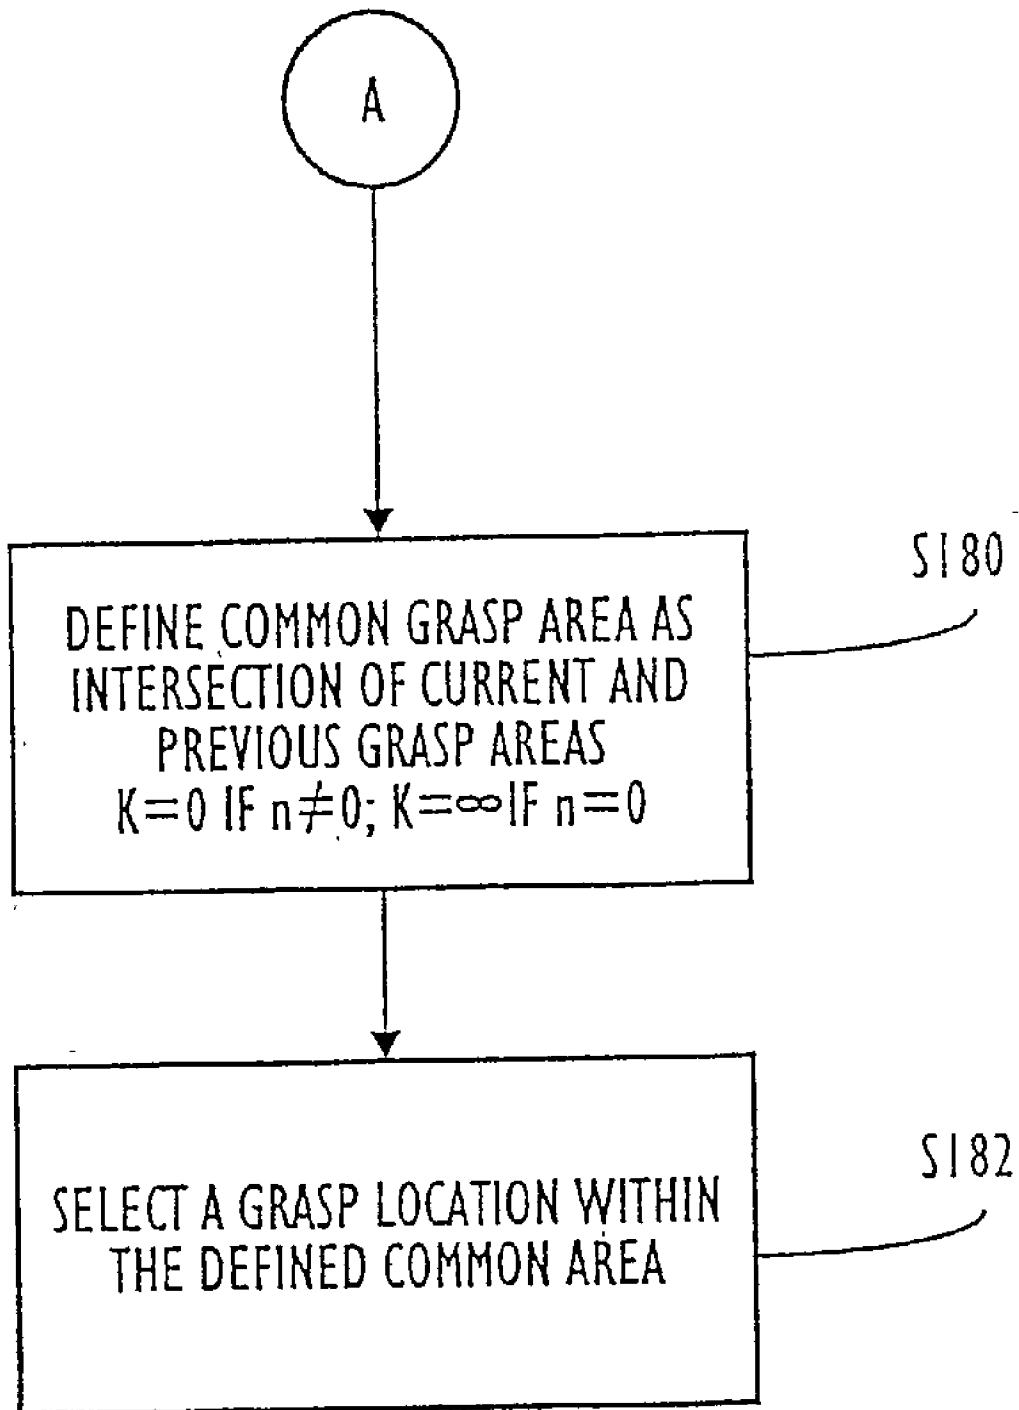 A
S180
DEFINE COMMON GRASP AREA AS
INTERSECTION OF CURRENT AND
PREVIOUS GRASP AREAS
K=0 IF n≠0; K=∞ IF n=0
S182
SELECT A GRASP LOCATION WITHIN
THE DEFINED COMMON AREA